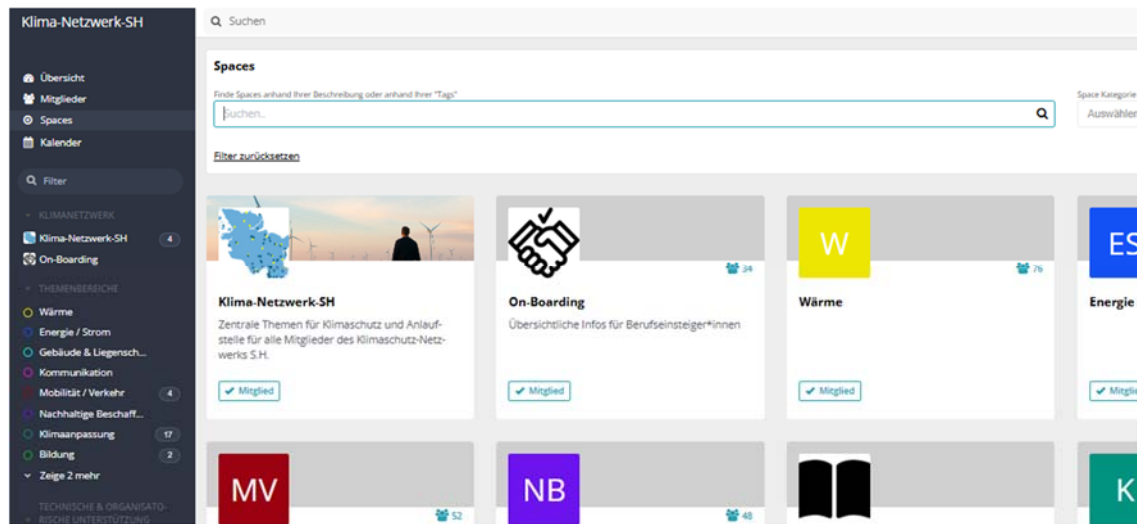 Klima-Netzwerk-SH
Suchen
Übersicht
Mitglieder
Spaces
Kalender
Filter
KLIMANETZWERK
Klima-Netzwerk-SH 4
On-Boarding
THEMENBEREICHE
Wärme
Energie / Strom
Gebäude & Liegensch...
Kommunikation
Mobilität / Verkehr 4
Nachhaltige Beschaff...
Klimaanpassung 17
Bildung 2
Zeige 2 mehr
TECHNISCHE & ORGANISATO-
RISCHE UNTERSTÜTZUNG
Spaces
Finde Spaces anhand Ihrer Beschreibung oder anhand Ihrer "Tags"
Suchen..
Space Kategorie
Auswählen
Filter zurücksetzen
Klima-Netzwerk-SH
Zentrale Themen für Klimaschutz und Anlauf-
stelle für alle Mitglieder des Klimaschutz-Netz-
werks S.H.
Mitglied
34
On-Boarding
Übersichtliche Infos für Berufseinsteiger*innen
Mitglied
W
76
Wärme
Mitglied
ES
Energie
Mitglie
MV
52
NB
48
K